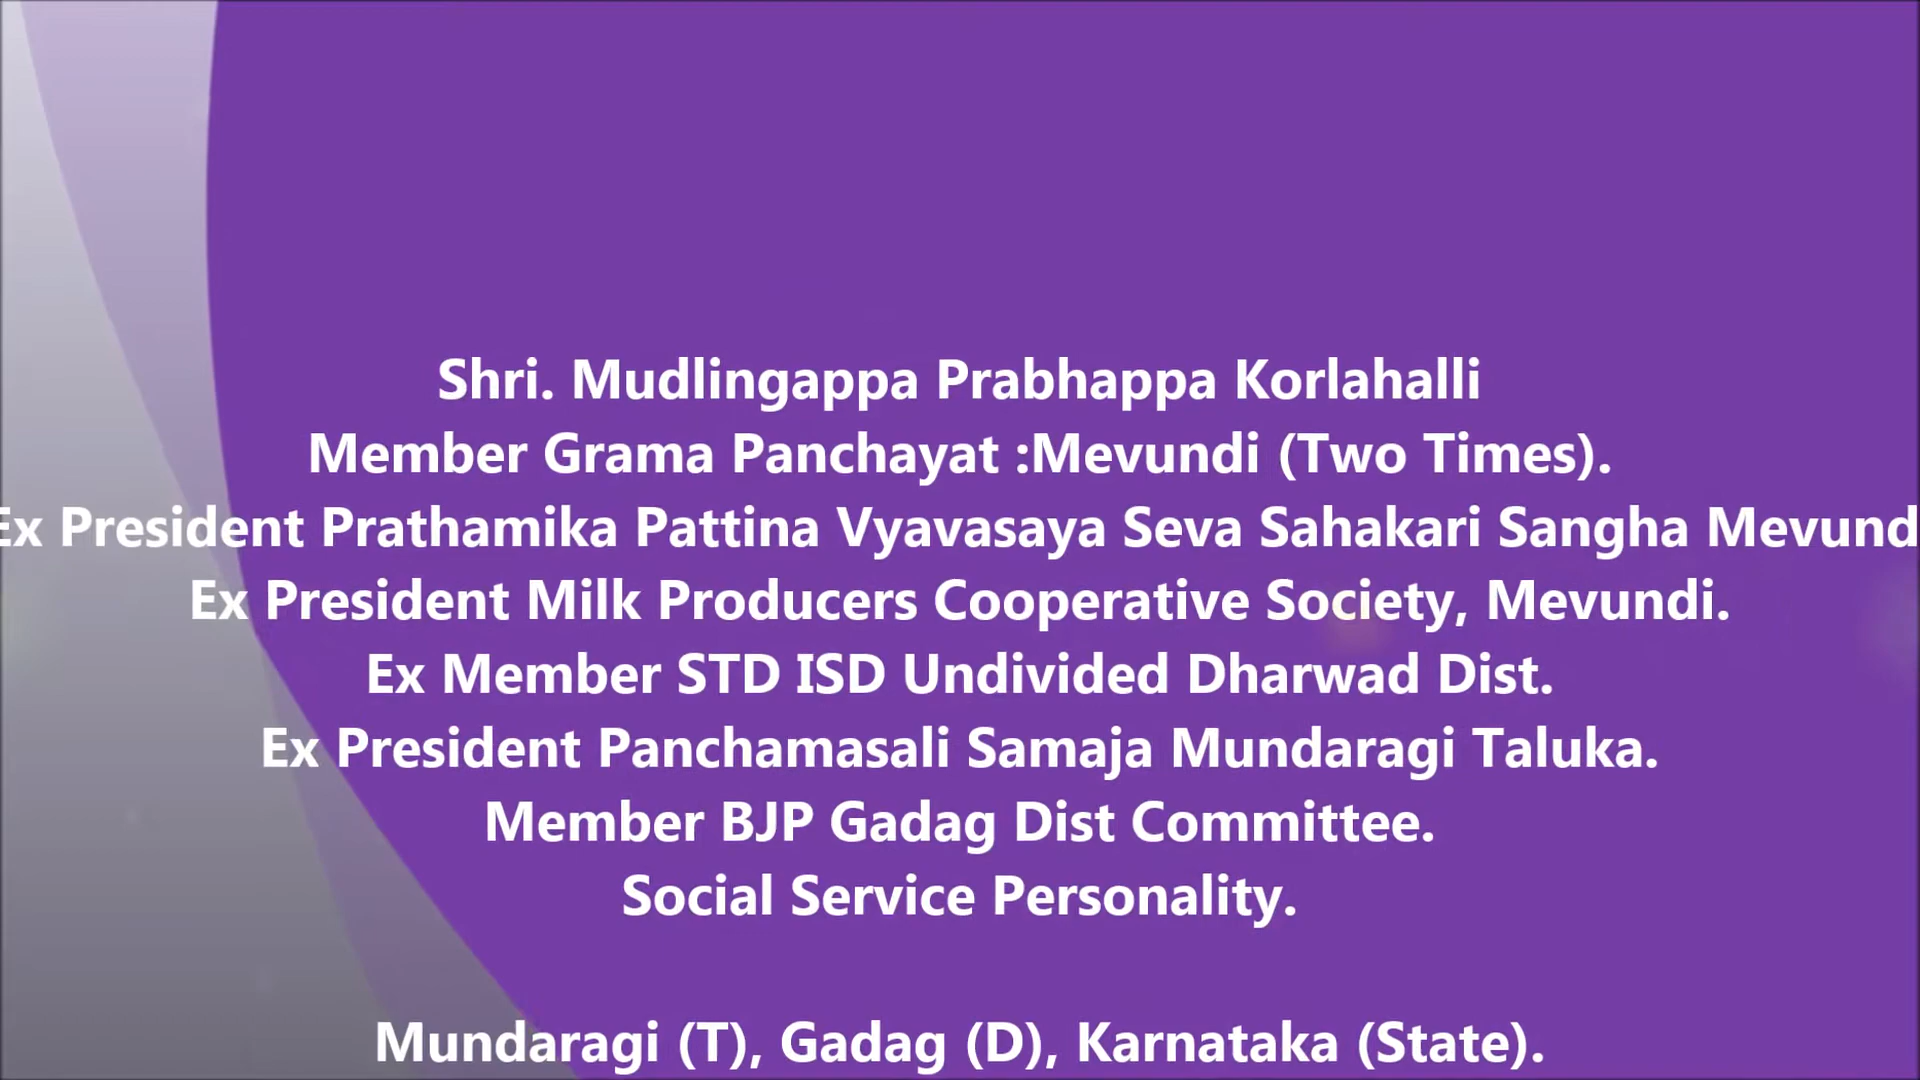 Shri. Mudlingappa Prabhappa Korlahalli
Member Grama Panchayat :Mevundi (Two Times).
Ex President Prathamika Pattina Vyavasaya Seva Sahakari Sangha Mevund
Ex President Milk Producers Cooperative Society, Mevundi.
Ex Member STD ISD Undivided Dharwad Dist.
Ex President Panchamasali Samaja Mundaragi Taluka.
Member BJP Gadag Dist Committee.
Social Service Personality.
Mundaragi (T), Gadag (D), Karnataka (State).